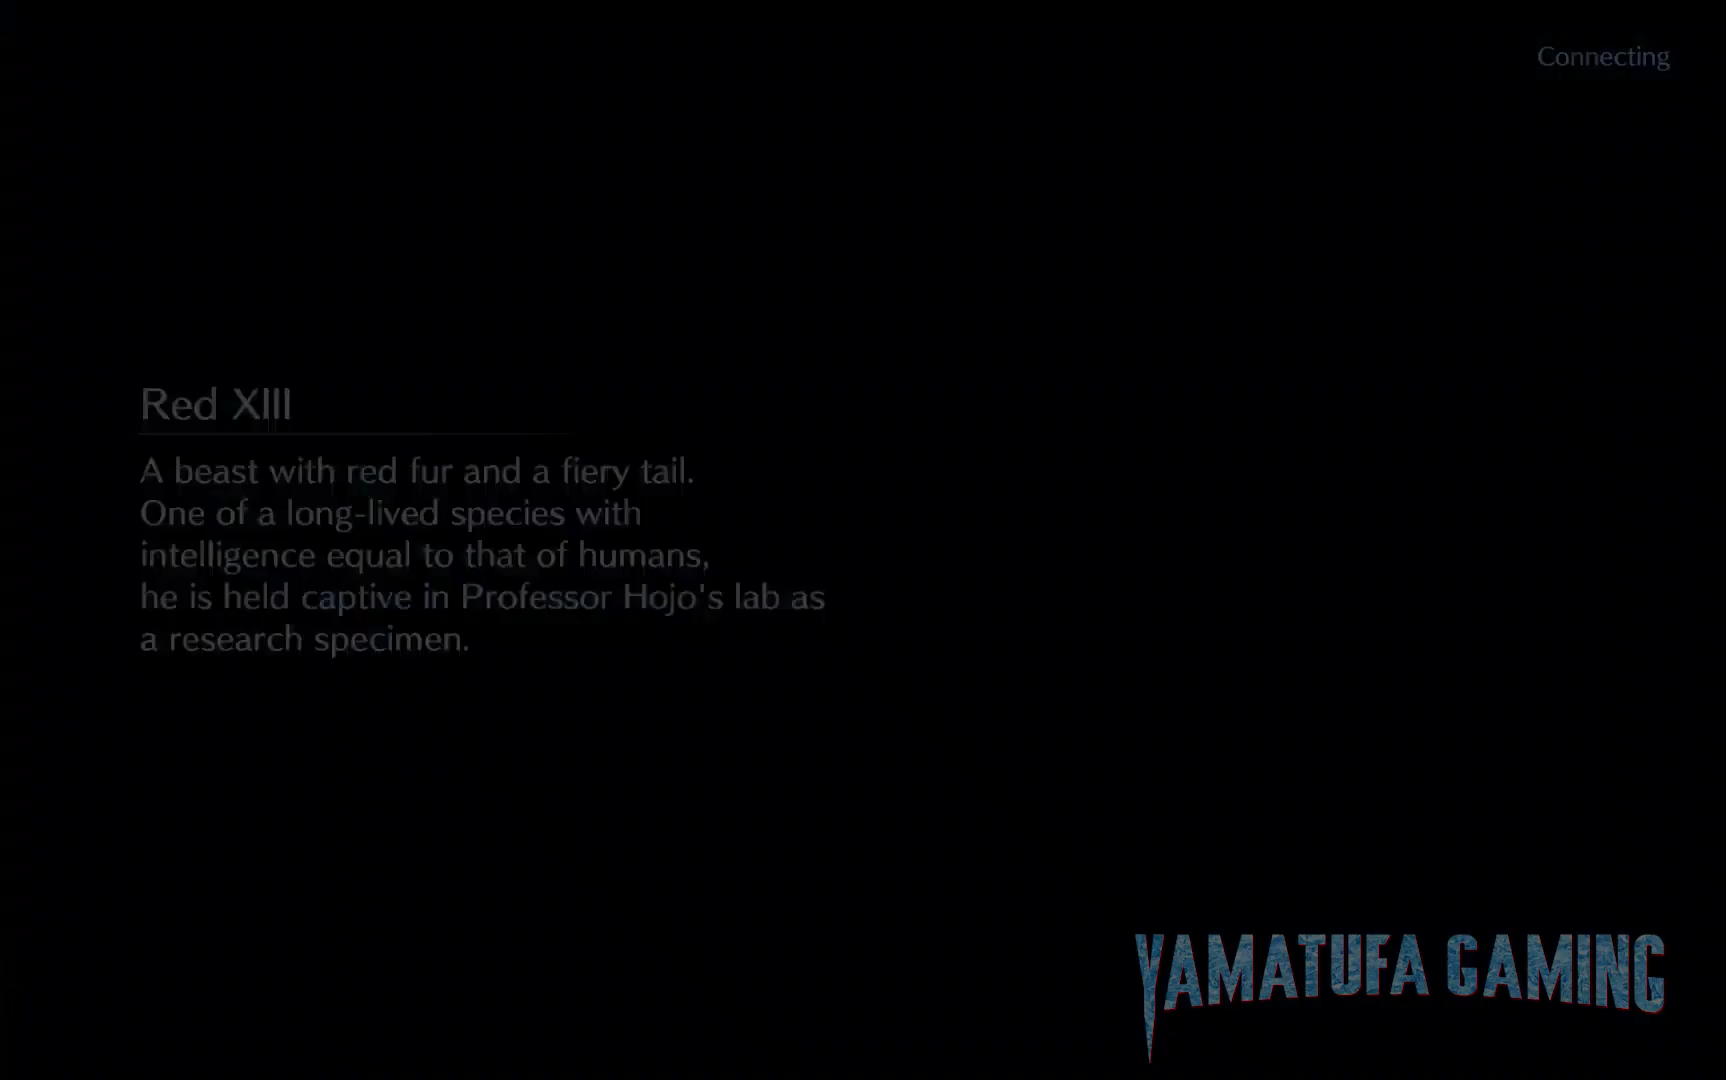 Connecting
Red XIII
A beast with red fur and a fiery tail.
One of a long-lived species with
intelligence equal to that of humans,
he is held captive in Professor Hojo's lab as
a research specimen.
YAMATUFA GAMING